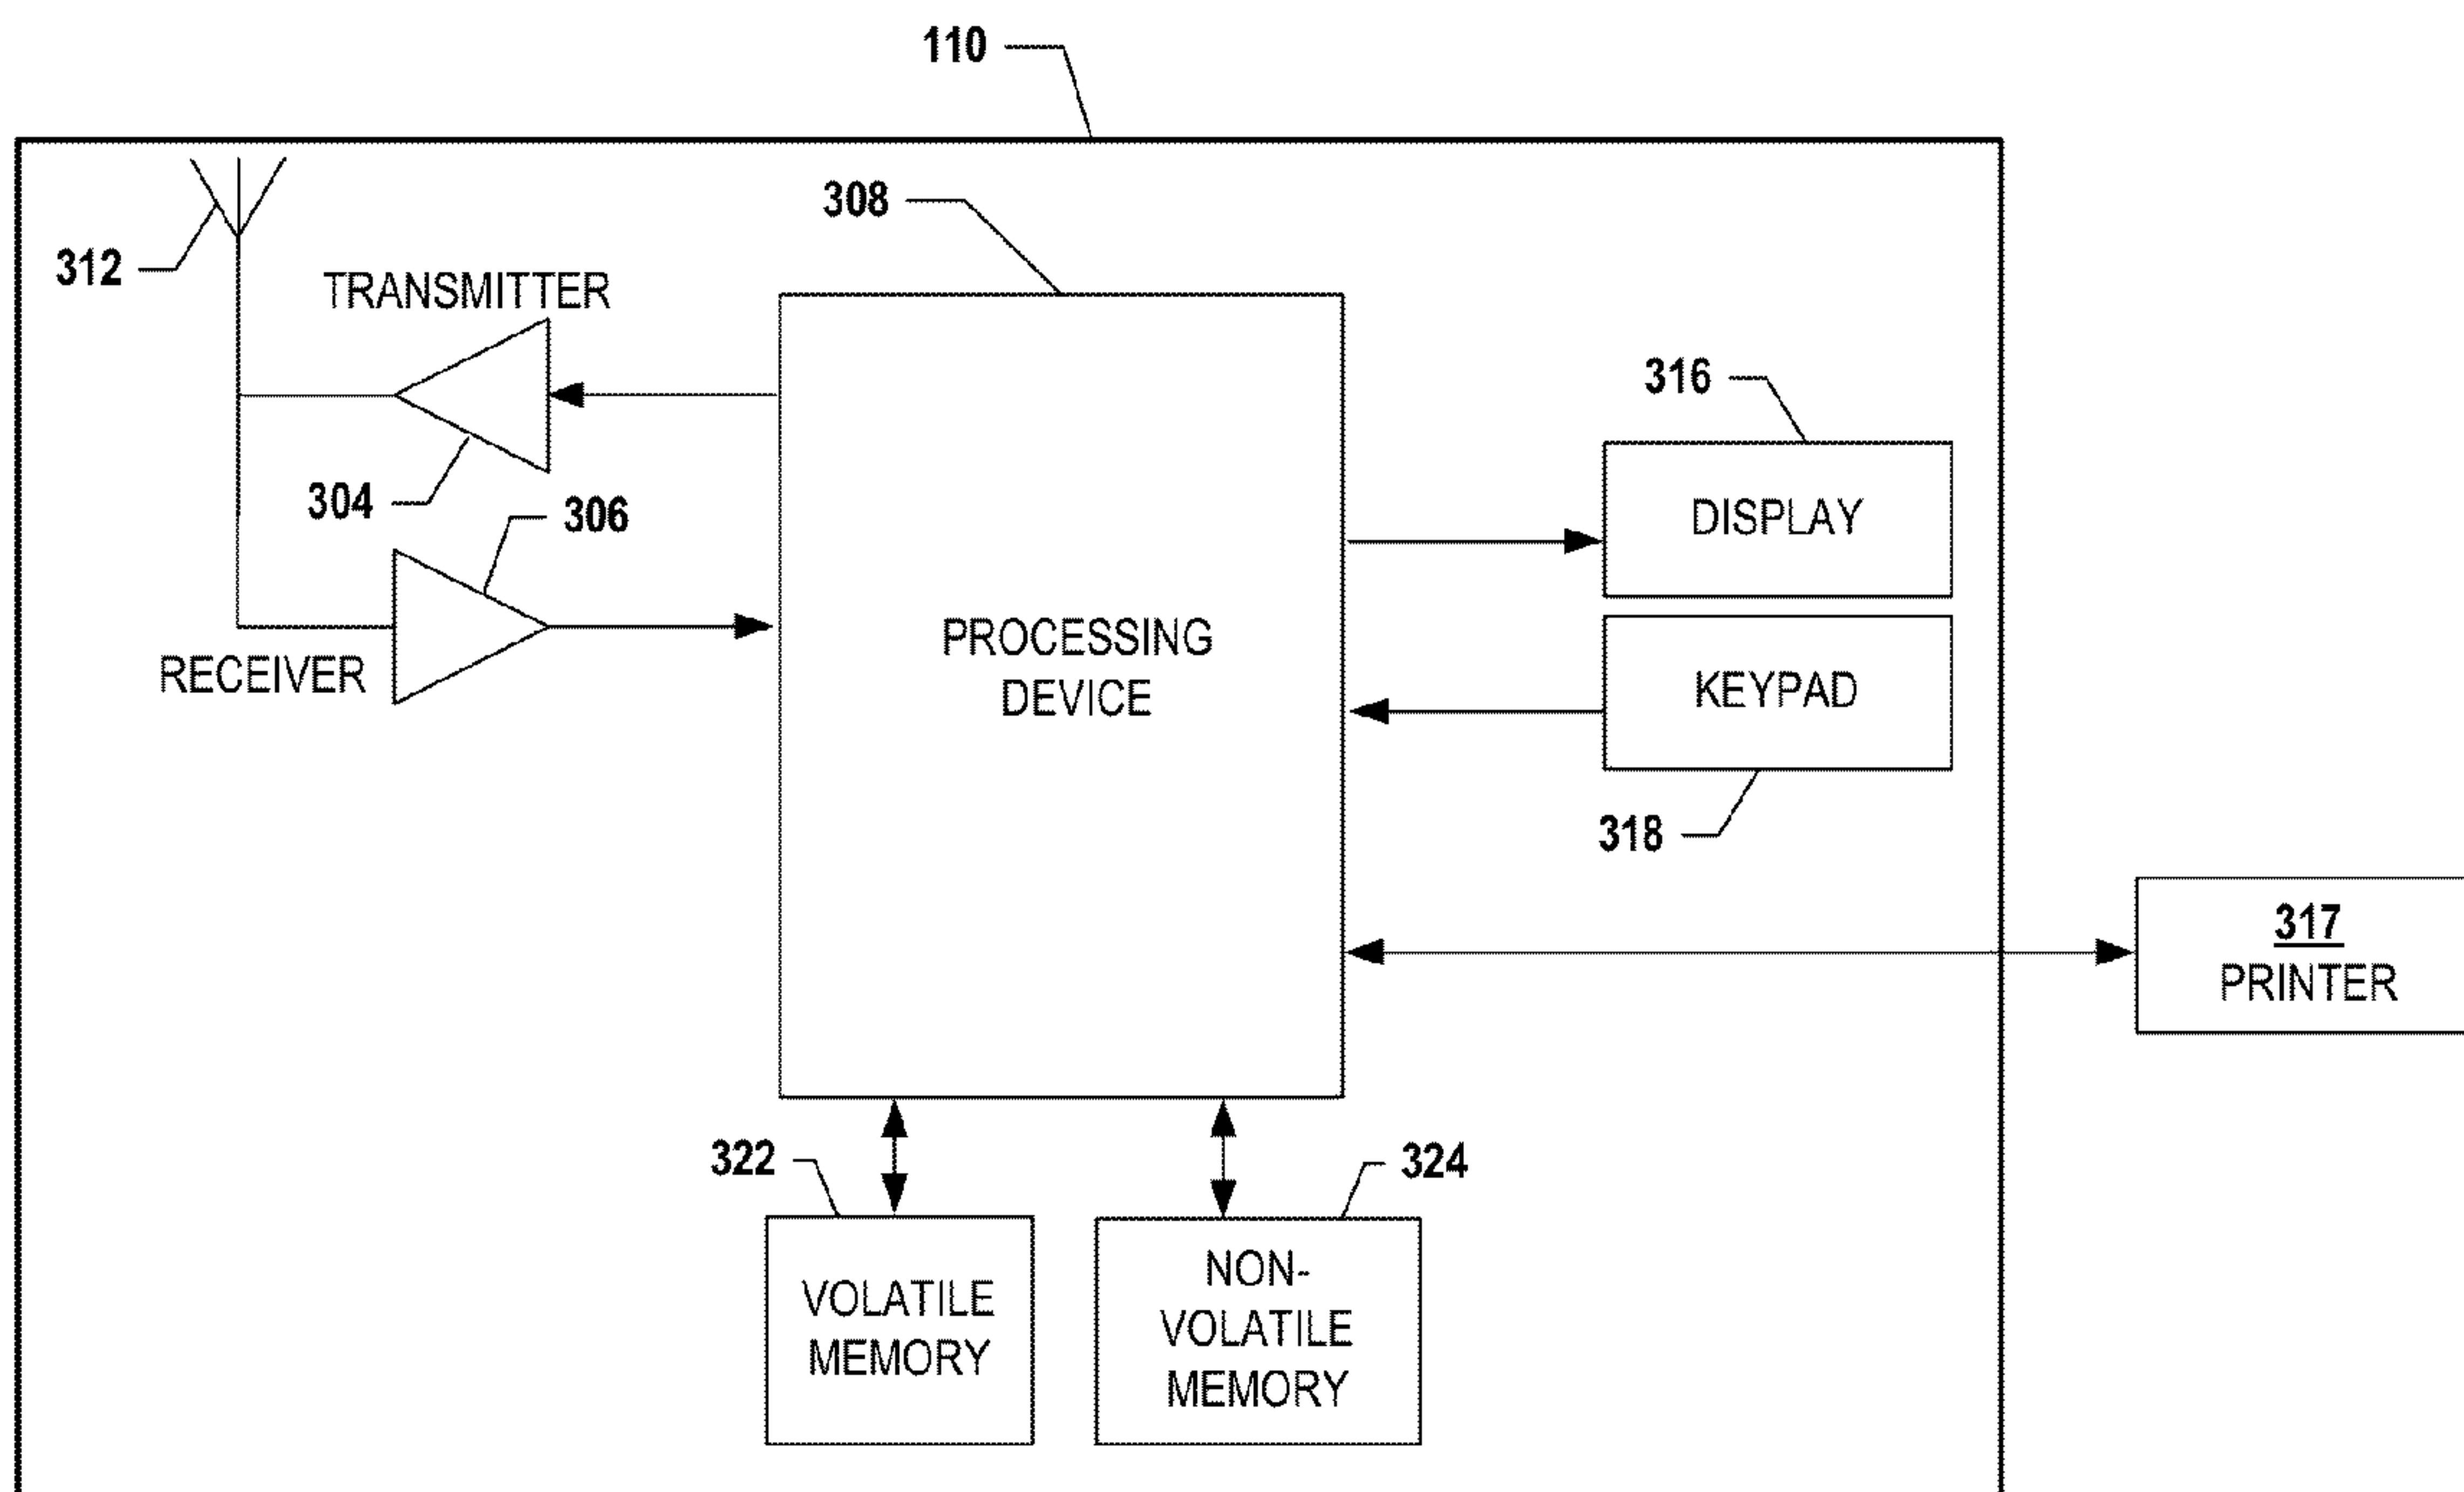 110
308
312
TRANSMITTER
316
DISPLAY
304
306
PROCESSING
DEVICE
RECEIVER
KEYPAD
318
317
PRINTER
322
324
VOLATILE
MEMORY
NON-
VOLATILE
MEMORY